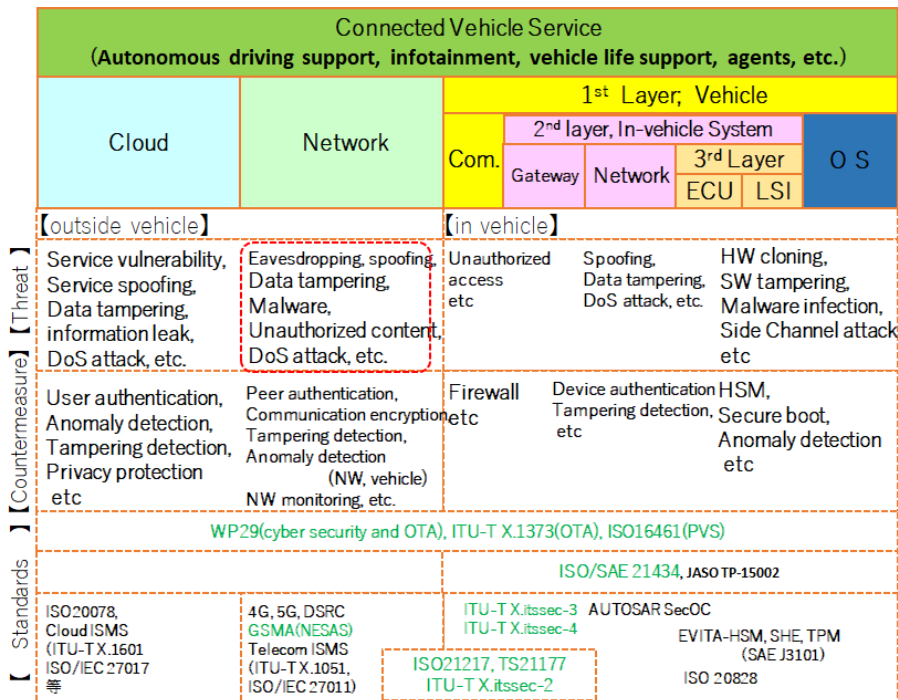 Connected Vehicle Service
(Autonomous driving support, infotainment, vehicle life support, agents, etc.)
Cloud
Network
1st Layer; Vehicle
Com.
2nd layer, In-vehicle System
Gateway
Network
3rd Layer
ECU
LSI
O S
【outside vehicle】
【in vehicle】
【Threat】
Service vulnerability,
Service spoofing,
Data tampering,
information leak,
DoS attack, etc.
Eavesdropping, spoofing,
Data tampering,
Malware,
Unauthorized content,
DoS attack, etc.
Unauthorized
access
etc
Spoofing,
Data tampering,
DoS attack, etc.
HW cloning,
SW tampering,
Malware infection,
Side Channel attack
etc
【Countermeasure】
User authentication,
Anomaly detection,
Tampering detection,
Privacy protection
etc
Peer authentication,
Communication encryption,
Tampering detection,
Anomaly detection
(NW, vehicle)
NW monitoring, etc.
Firewall
etc
Device authentication
Tampering detection,
etc
HSM,
Secure boot,
Anomaly detection
etc
【Standards】
WP29(cyber security and OTA), ITU-T X.1373(OTA), ISO16461(PVS)
ISO/SAE 21434, JASO TP-15002
ISO20078,
Cloud ISMS
(ITU-T X.1601
ISO/IEC 27017
等
4G, 5G, DSRC
GSMA(NESAS)
Telecom ISMS
(ITU-T X.1051,
ISO/IEC 27011)
ITU-T X.itssec-3
ITU-T X.itssec-4
AUTOSAR SecOC
ISO21217, TS21177
ITU-T X.itssec-2
EVITA-HSM, SHE, TPM
(SAE J3101)
ISO 20828